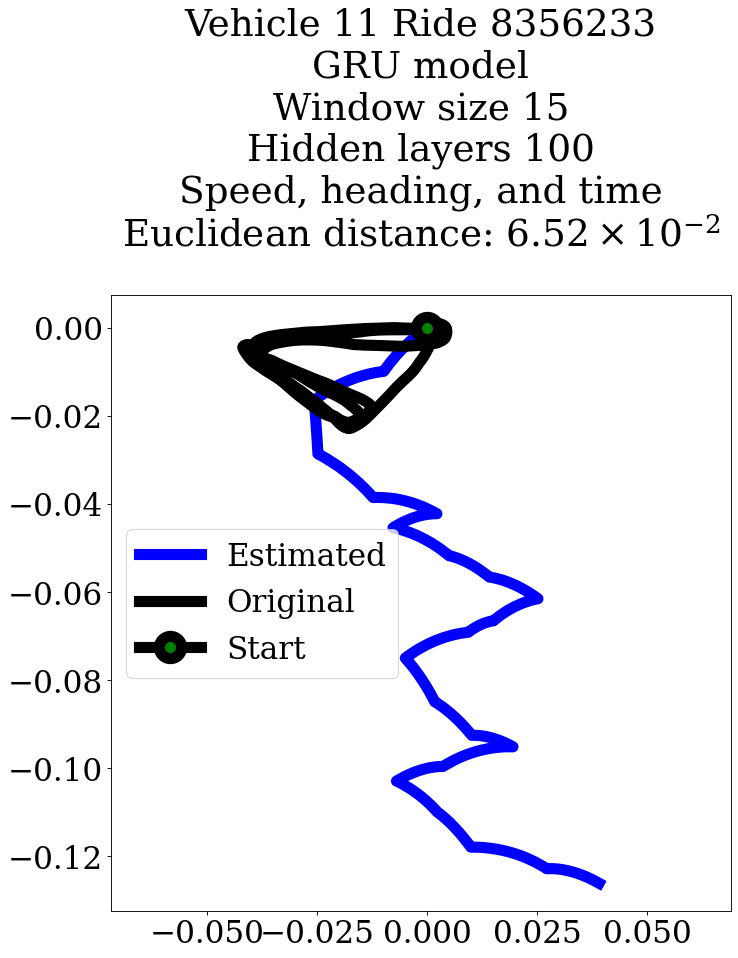 Vehicle 11 Ride 8356233
GRU model
Window size 15
Hidden layers 100
Speed, heading, and time
Euclidean distance: 6.52 × 10⁻²
0.00
−0.02
−0.04
−0.06
−0.08
−0.10
−0.12
Estimated
Original
Start
−0.050 −0.025 0.000 0.025 0.050